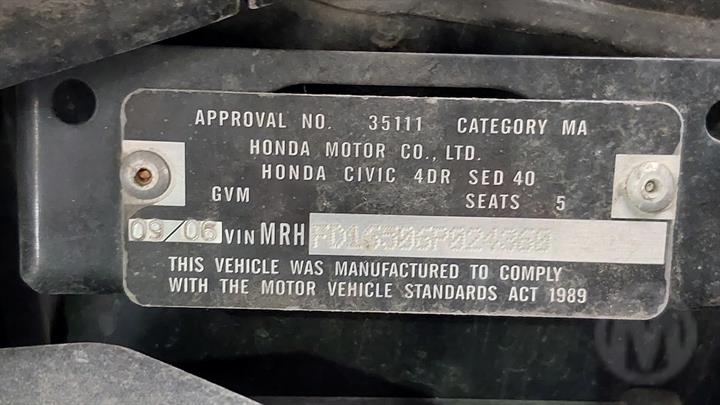 APPROVAL NO. 35111 CATEGORY MA
HONDA MOTOR CO., LTD.
HONDA CIVIC 4DR SED 40
GVM SEATS 5
09/06 VIN MRH
THIS VEHICLE WAS MANUFACTURED TO COMPLY
WITH THE MOTOR VEHICLE STANDARDS ACT 1989
M